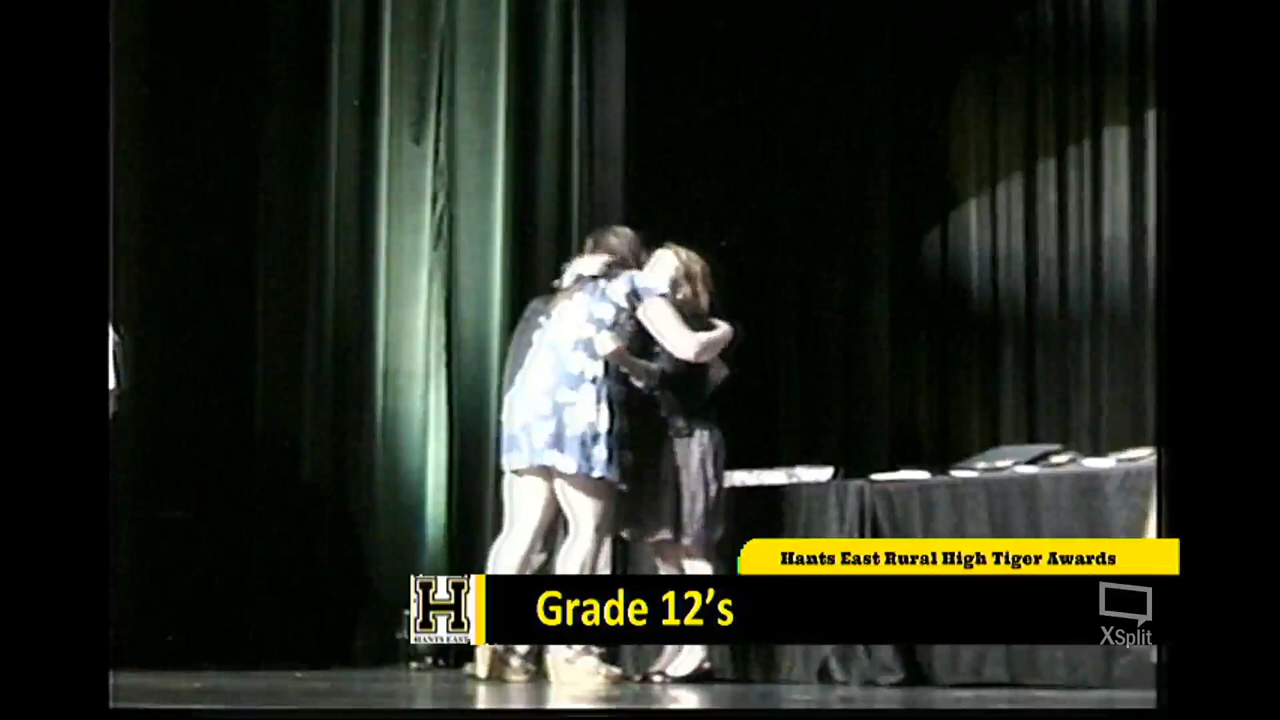 Hants East Rural High Tiger Awards
Grade 12's
H
HANTS EAST
XSplit